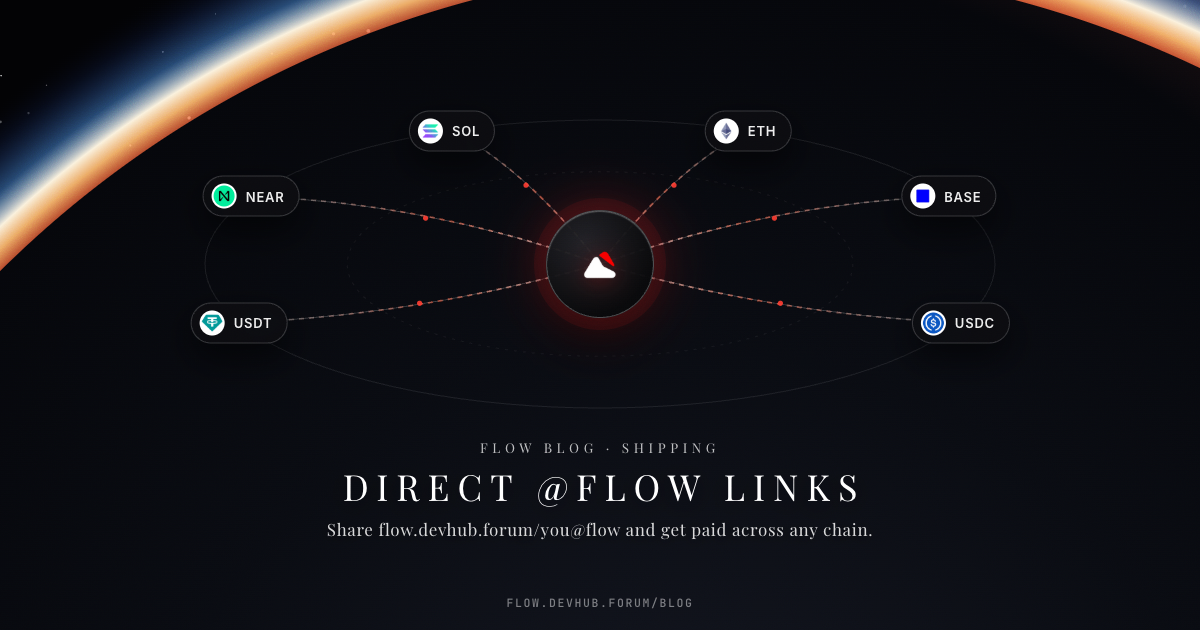 SOL
ETH
NEAR
BASE
USDT
USDC
FLOW BLOG · SHIPPING
DIRECT @FLOW LINKS
Share flow.devhub.forum/you@flow and get paid across any chain.
FLOW.DEVHUB.FORUM/BLOG